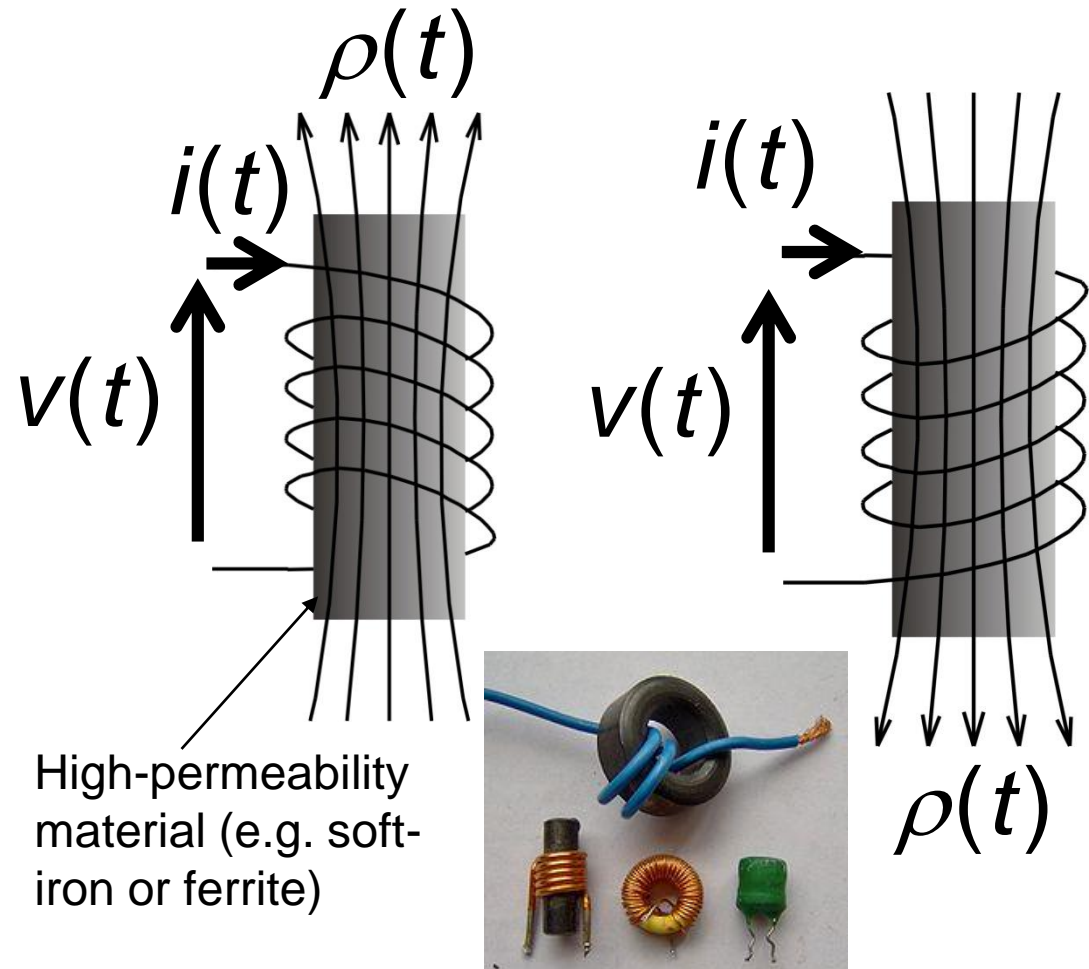 ρ(t)
i(t)
v(t)
i(t)
v(t)
ρ(t)
High-permeability
material (e.g. soft-
iron or ferrite)